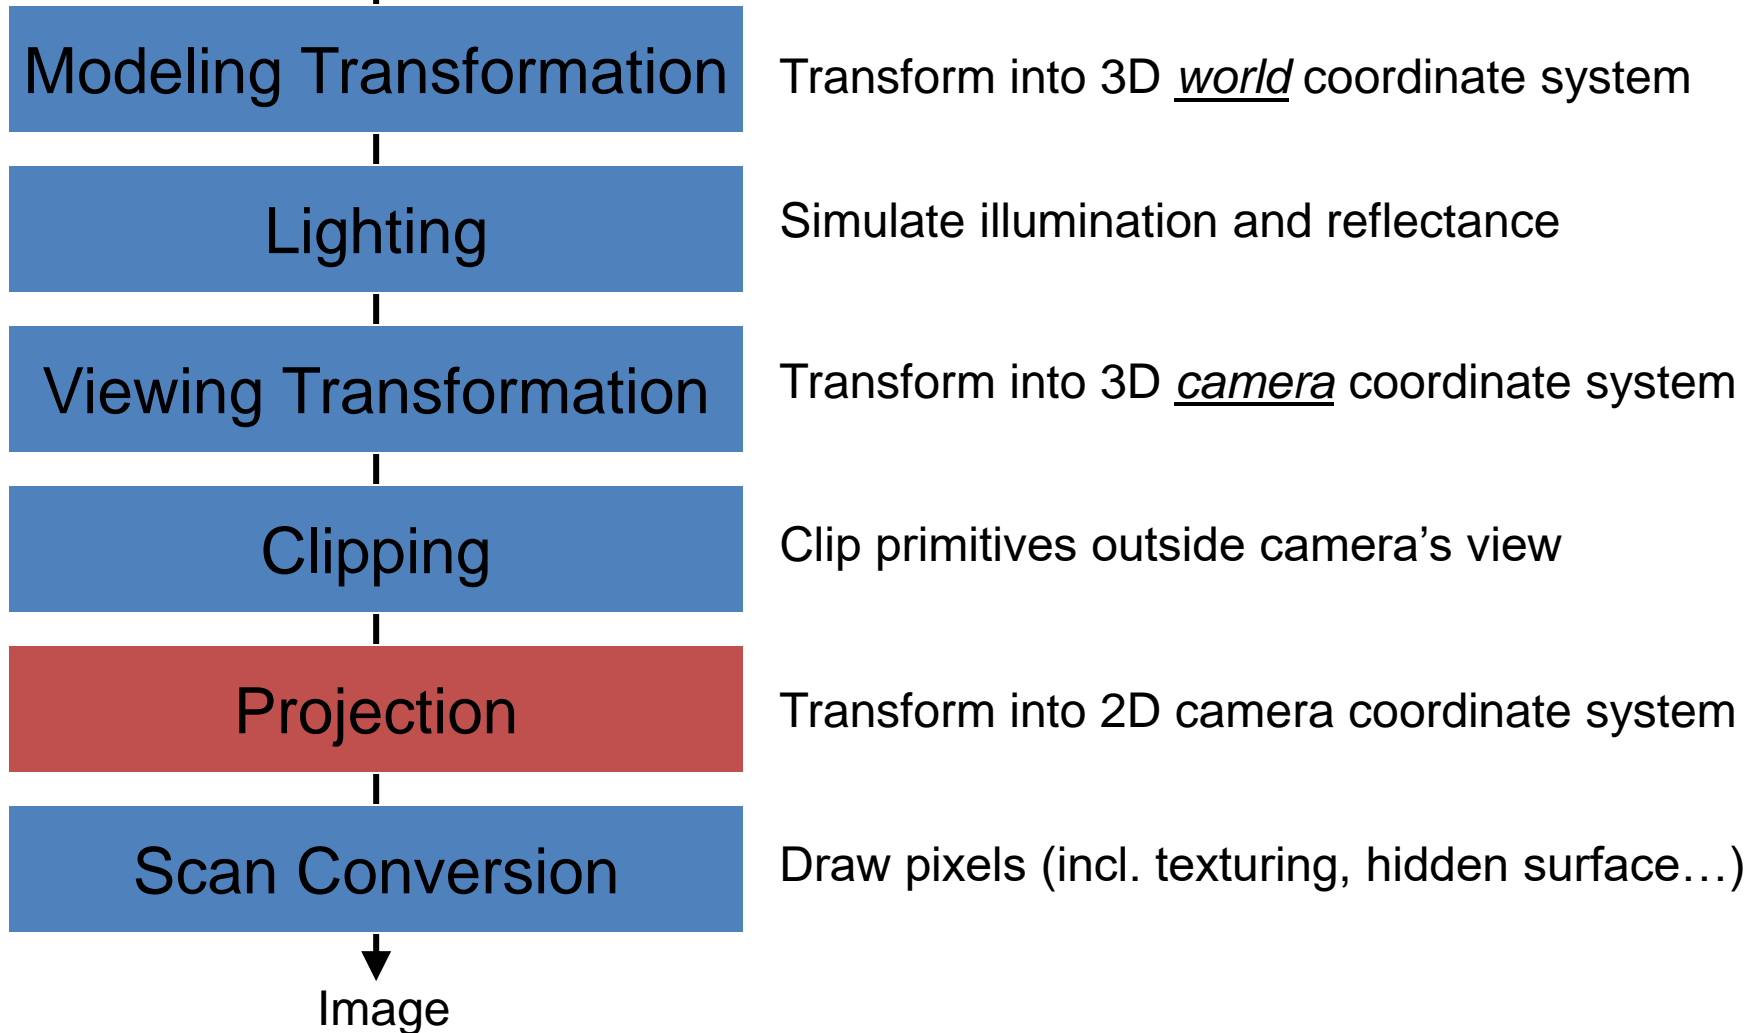 Modeling Transformation
Transform into 3D world coordinate system
Lighting
Simulate illumination and reflectance
Viewing Transformation
Transform into 3D camera coordinate system
Clipping
Clip primitives outside camera’s view
Projection
Transform into 2D camera coordinate system
Scan Conversion
Draw pixels (incl. texturing, hidden surface…)
Image